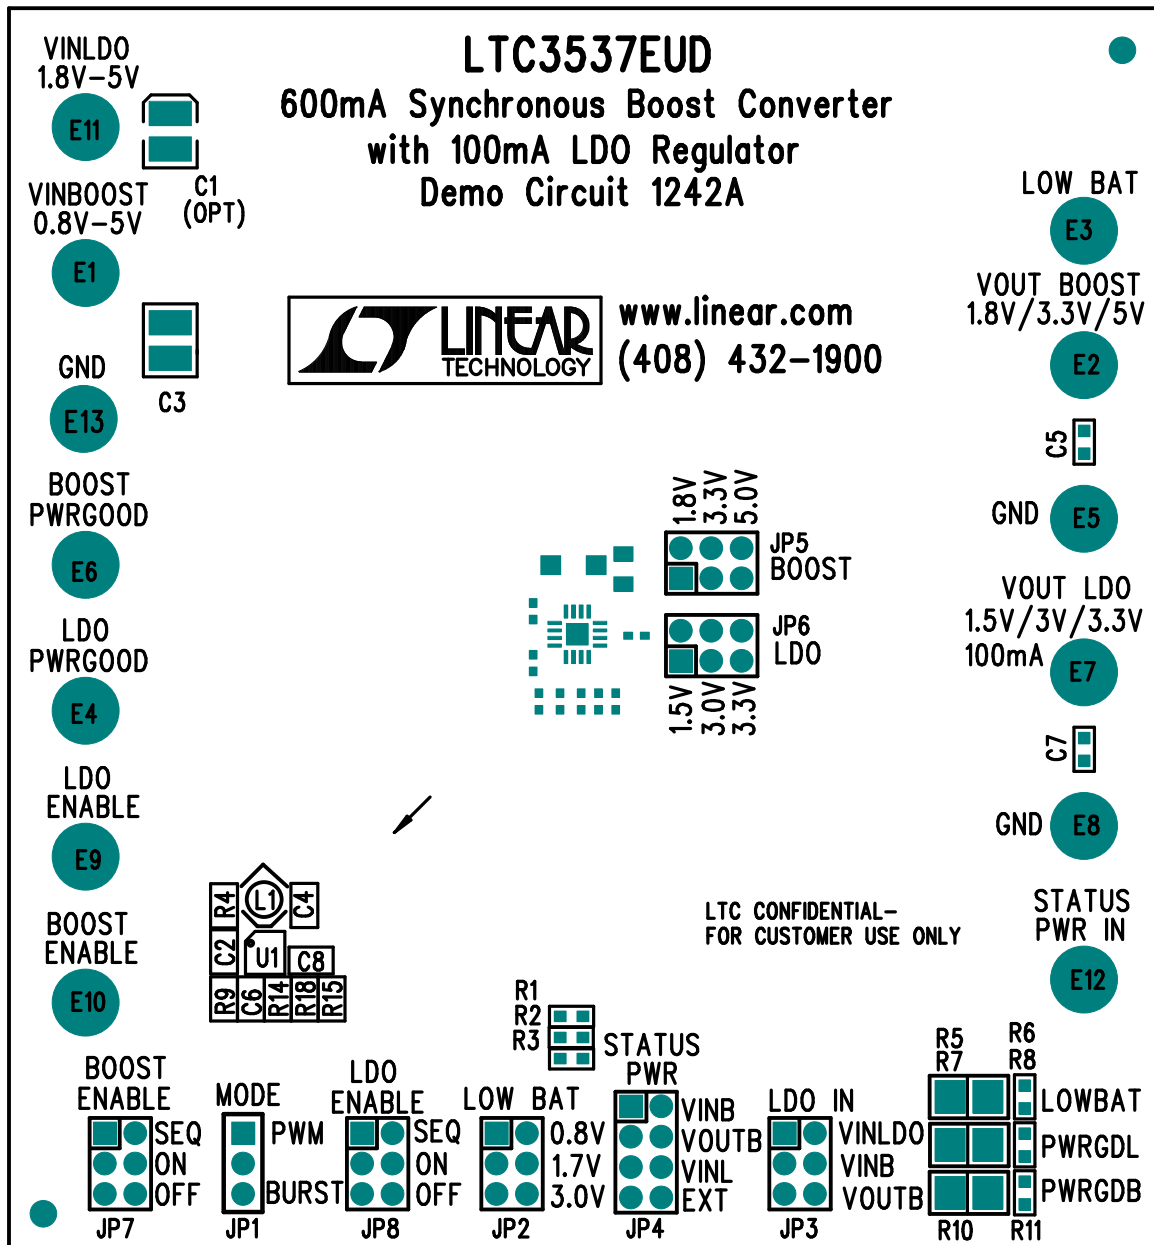 LTC3537EUD
600mA Synchronous Boost Converter
with 100mA LDO Regulator
Demo Circuit 1242A
VINLDO
1.8V-5V
E11
C1
(OPT)
VINBOOST
0.8V-5V
E1
C3
GND
E13
BOOST
PWRGOOD
E6
LDO
PWRGOOD
E4
LDO
ENABLE
E9
BOOST
ENABLE
E10
LINEAR
TECHNOLOGY
www.linear.com
(408) 432-1900
LOW BAT
E3
VOUT BOOST
1.8V/3.3V/5V
E2
C5
GND
E5
VOUT LDO
1.5V/3V/3.3V
100mA
E7
C7
GND
E8
STATUS
PWR IN
E12
1.8V
3.3V
5.0V
JP5
BOOST
JP6
LDO
1.5V
3.0V
3.3V
R4
L1
C4
C2
U1
C8
R9
C6
R14
R18
R15
LTC CONFIDENTIAL-
FOR CUSTOMER USE ONLY
R1
R2
R3
BOOST
ENABLE
SEQ
ON
OFF
JP7
MODE
PWM
BURST
JP1
LDO
ENABLE
SEQ
ON
OFF
JP8
LOW BAT
0.8V
1.7V
3.0V
JP2
STATUS
PWR
VINB
VOUTB
VINL
EXT
JP4
LDO IN
VINLDO
VINB
VOUTB
JP3
R5
R7
R6
R8
LOWBAT
PWRGDL
PWRGDB
R10
R11